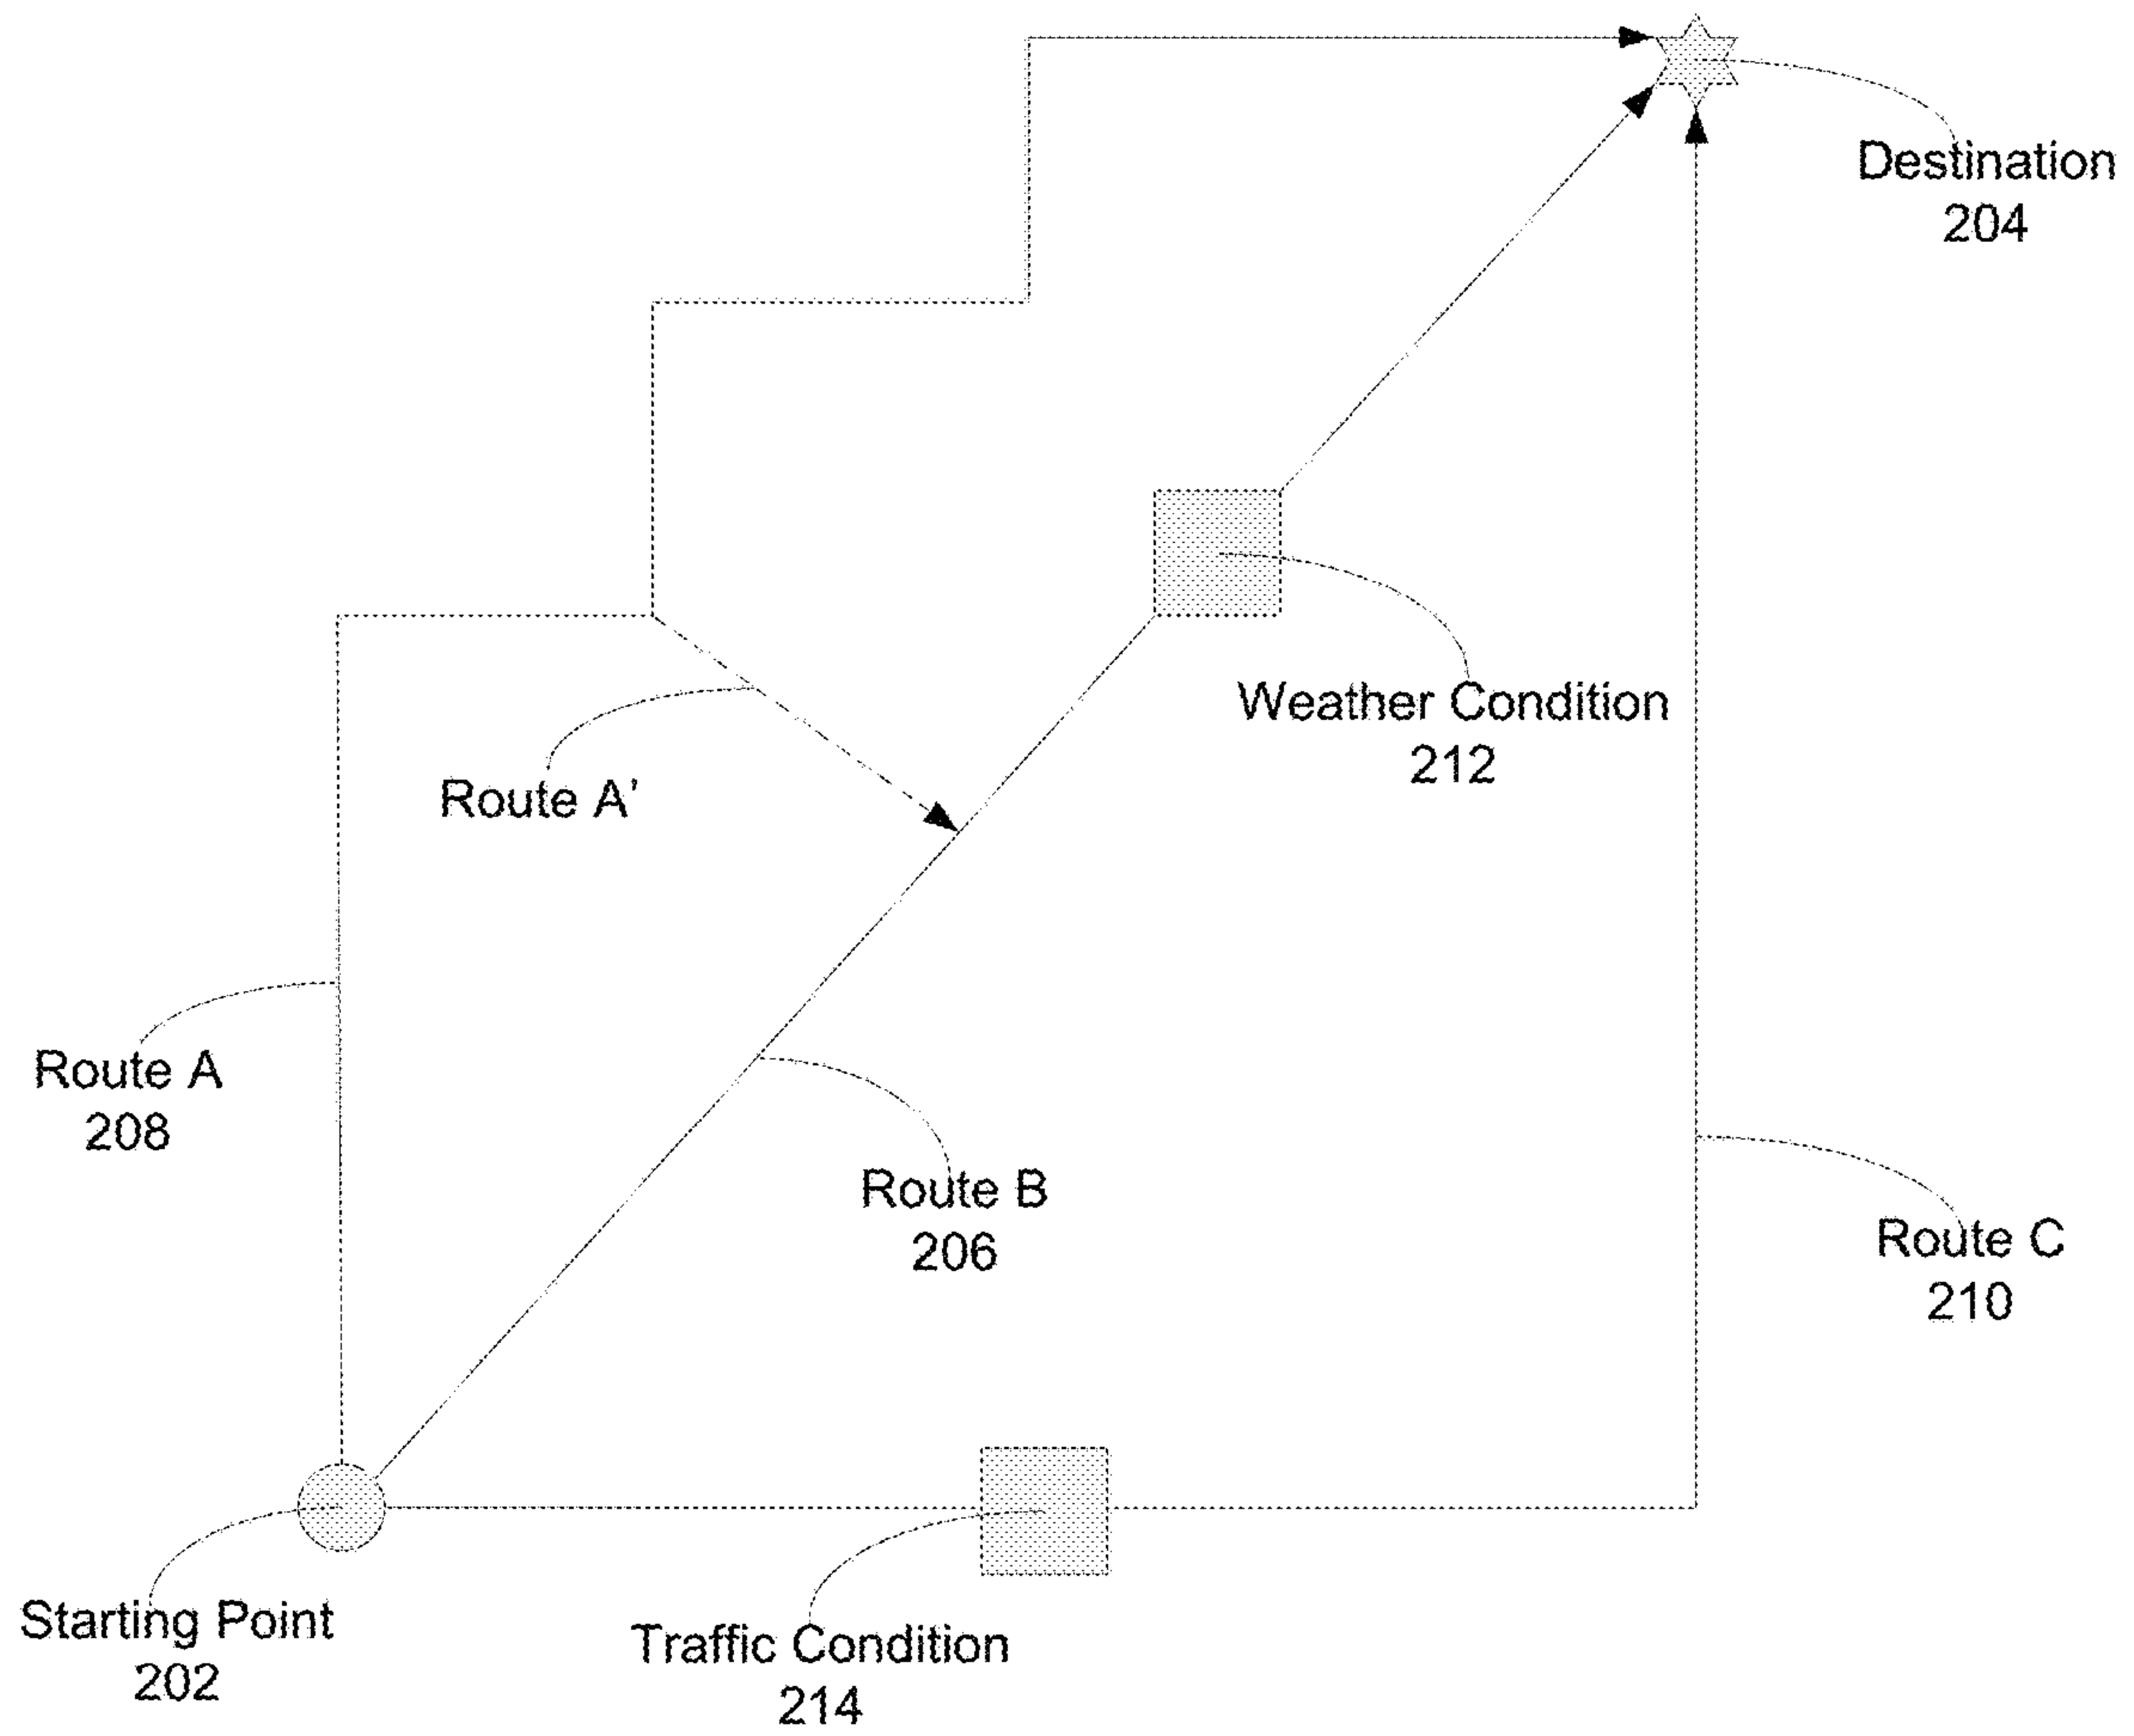 Destination
204
Weather Condition
212
Route A'
Route A
208
Route B
206
Route C
210
Starting Point
202
Traffic Condition
214